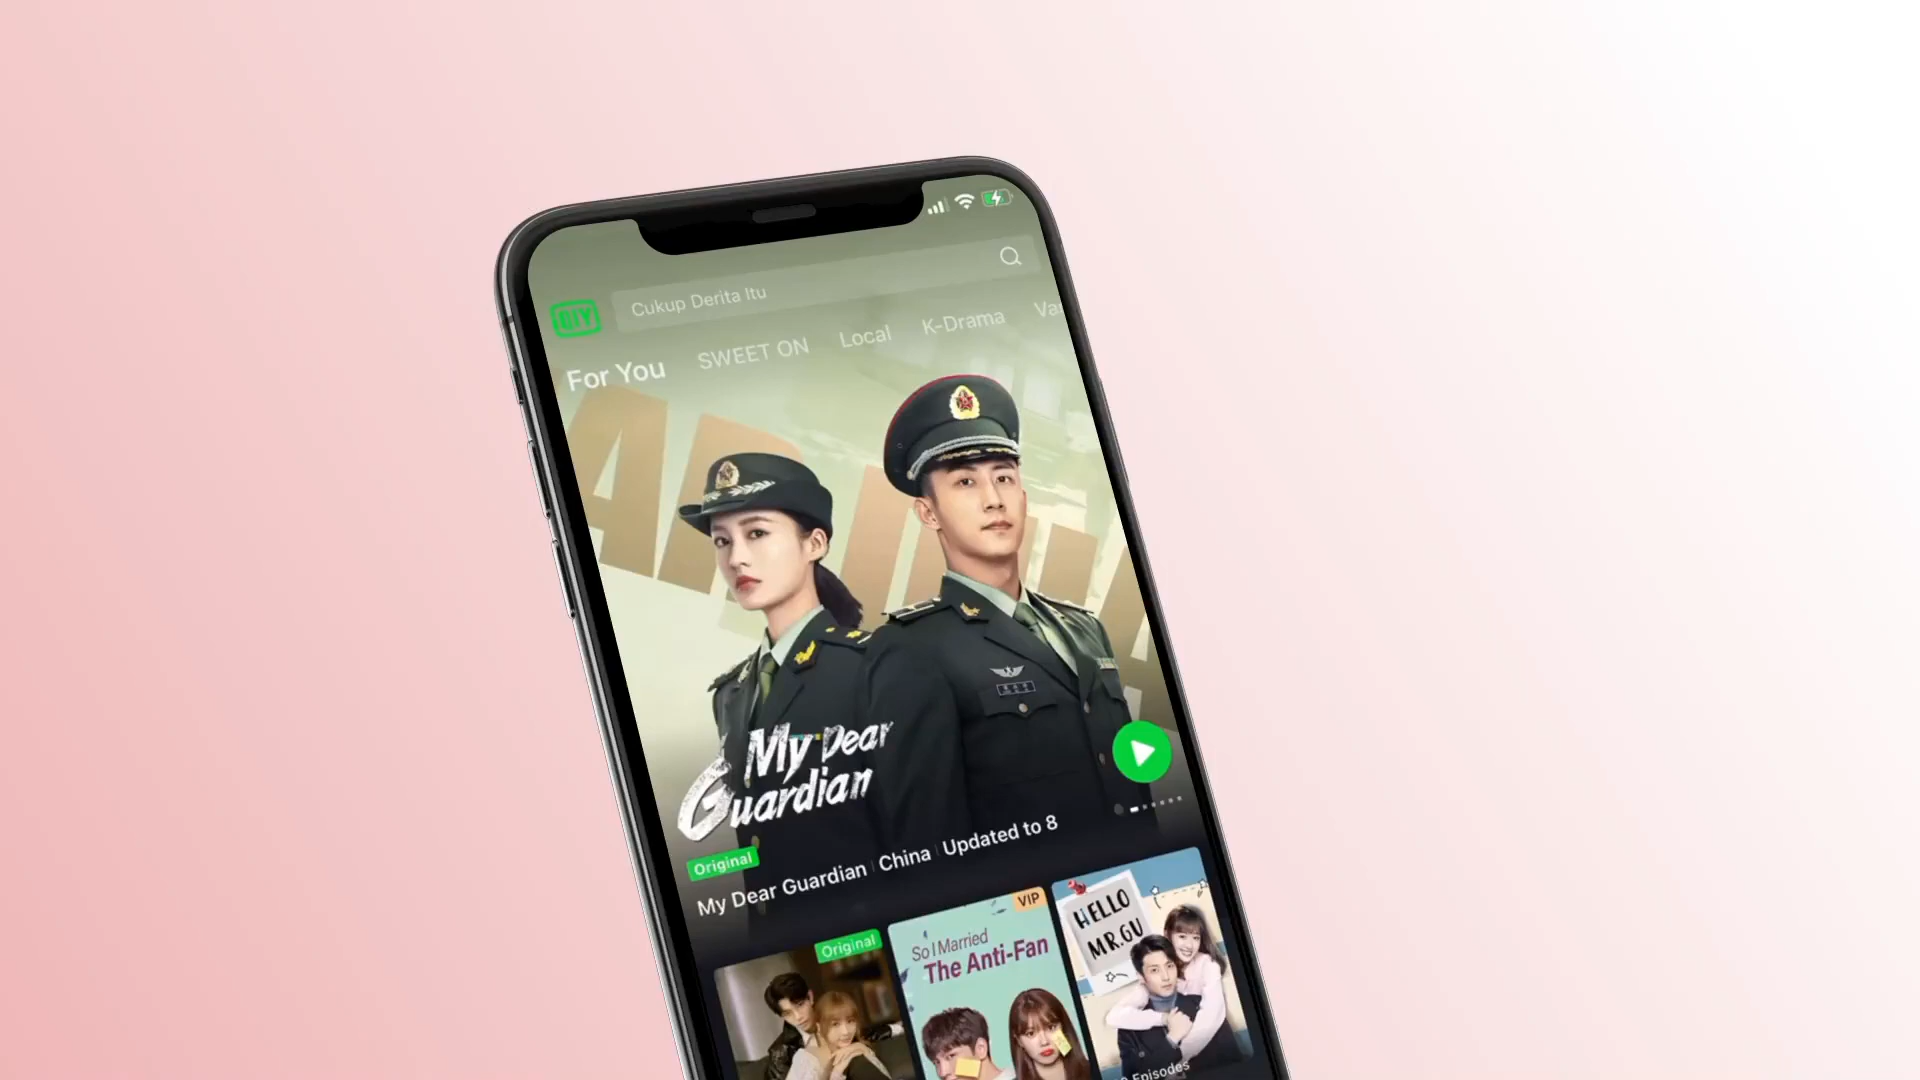 Cukup Derita Itu
QIY
For You
SWEET ON
Local
K-Drama
My Dear
Guardian
Original
My Dear Guardian
China
Updated to 8
Original
VIP
So I Married
The Anti-Fan
HELLO
MR.GU
Episodes